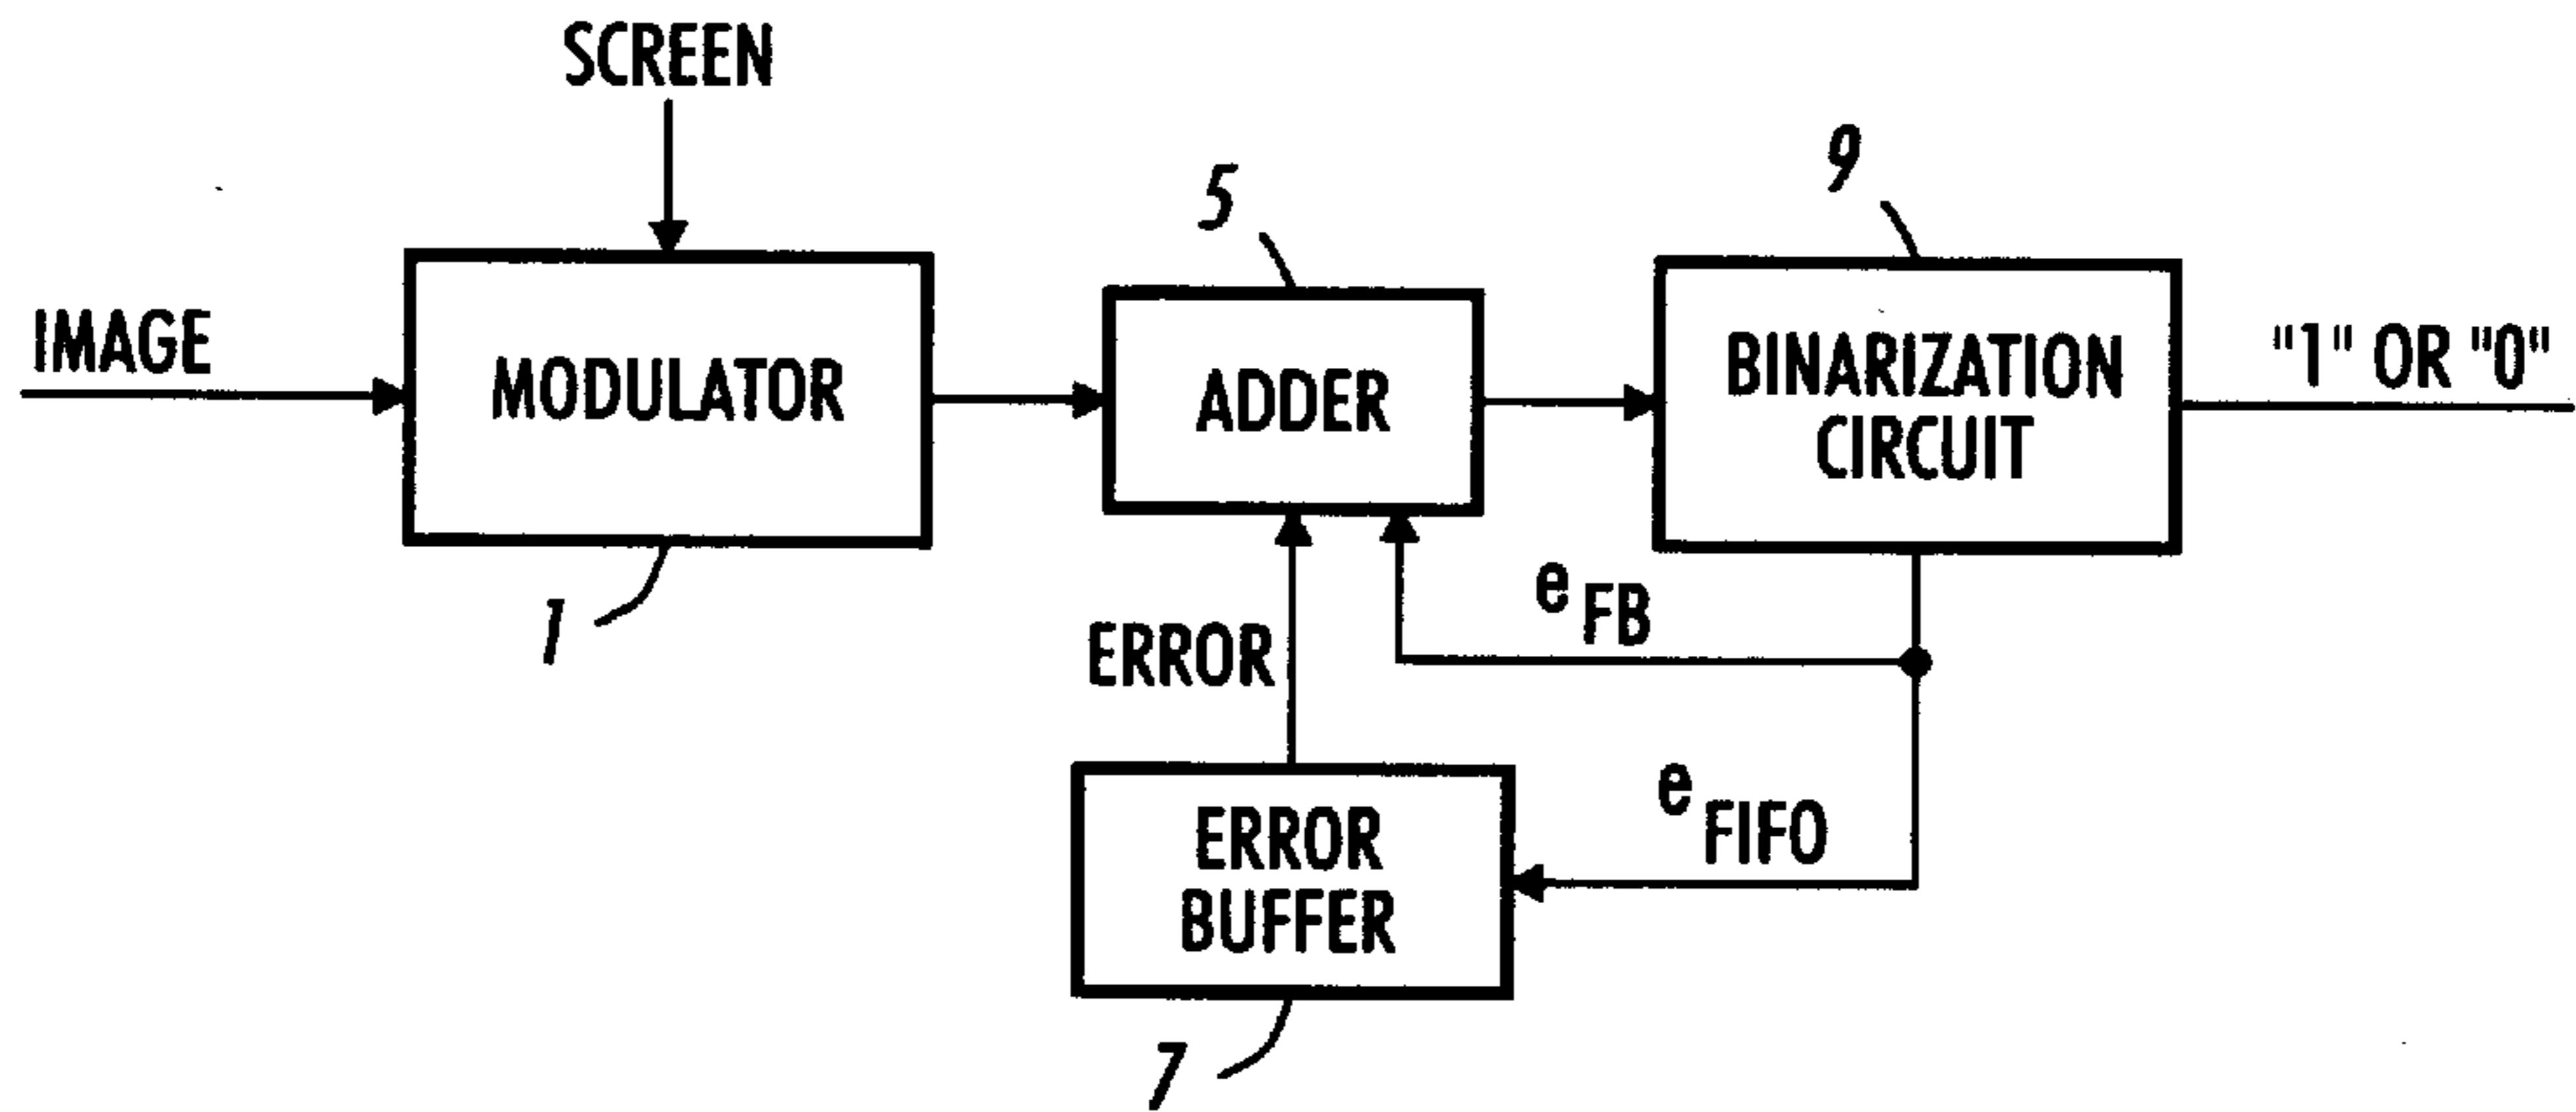 SCREEN
9
5
IMAGE
MODULATOR
ADDER
BINARIZATION
CIRCUIT
"1" OR "0"
1
e FB
ERROR
e FIFO
ERROR
BUFFER
7